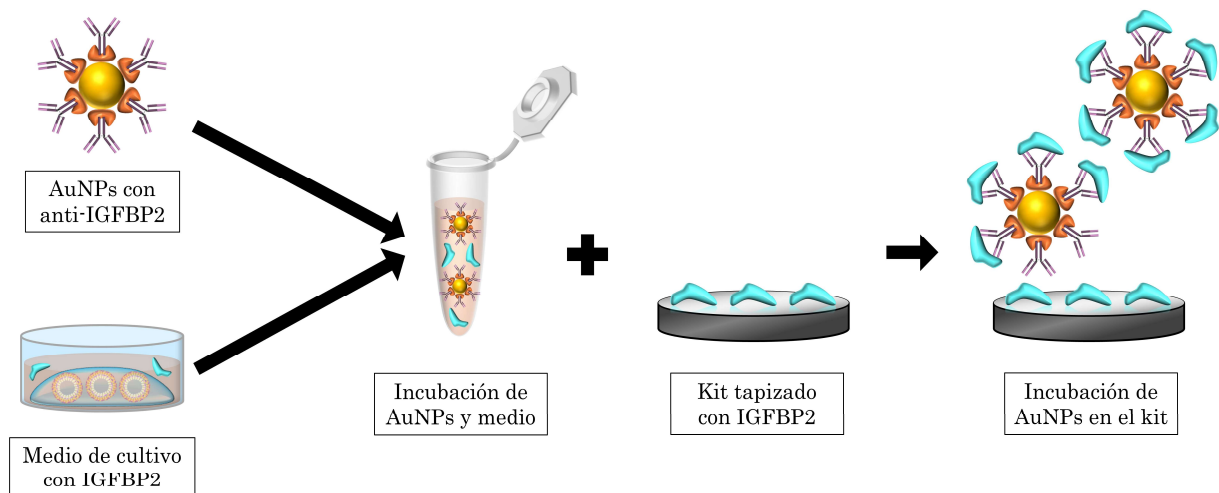 AuNPs con
anti-IGFBP2
Medio de cultivo
con IGFBP2
Incubación de
AuNPs y medio
Kit tapizado
con IGFBP2
Incubación de
AuNPs en el kit